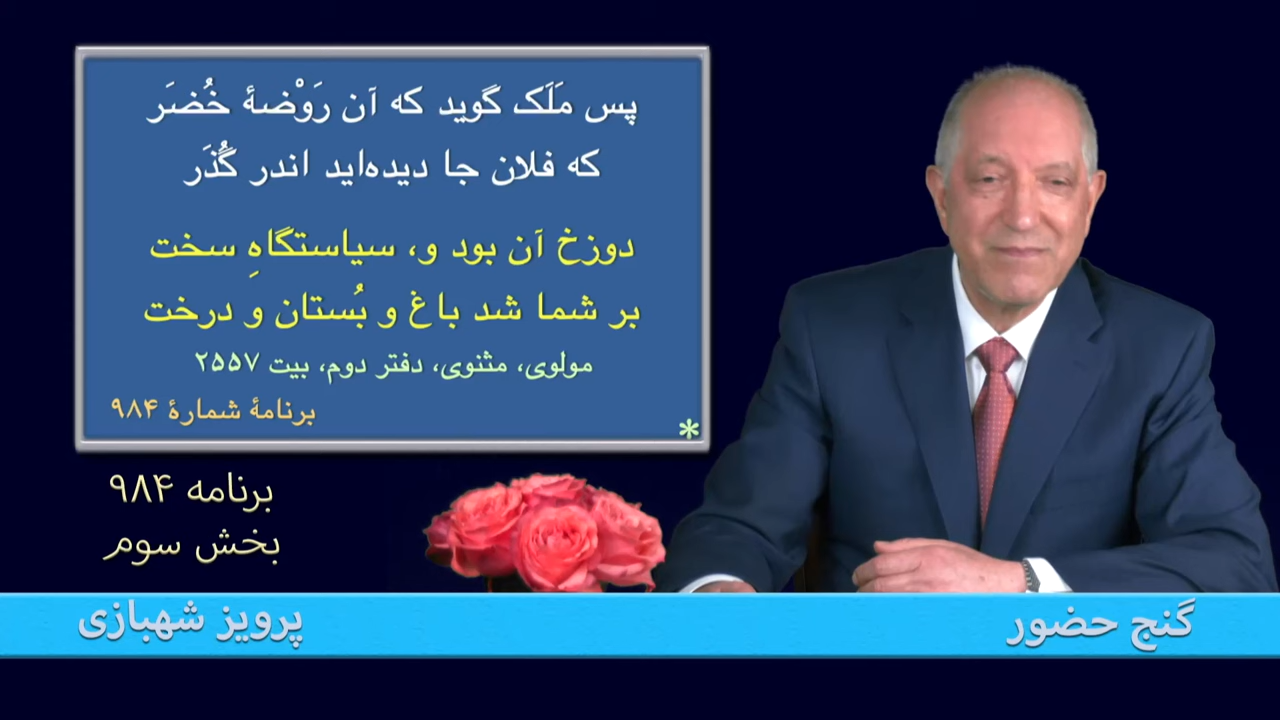 پس مَلَک گوید که آن رَوْضهٔ خُضَر
که فلان جا دیده‌اید اندر گُذَر
دوزخ آن بود و، سیاستگاهِ سخت
بر شما شد باغ و بُستان و درخت
مولوی، مثنوی، دفتر دوم، بیت ۲۵۵۷
برنامهٔ شمارهٔ ۹۸۴
*
برنامه ۹۸۴
بخش سوم
گنج حضور
پرویز شهبازی